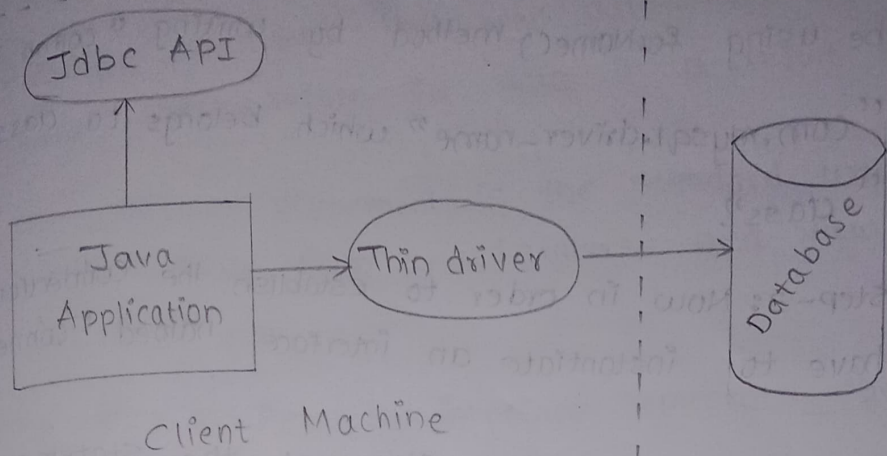 Jdbc API
Java
Application
Thin driver
Database
Client Machine